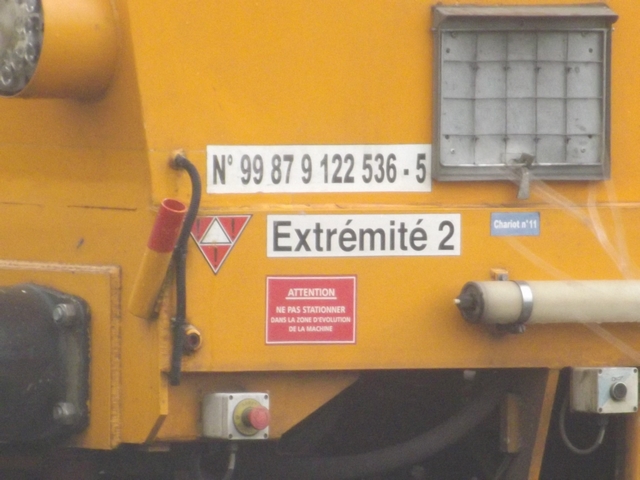 N° 99 87 9 122 536 - 5
Extrémité 2
Chariot n°11
ATTENTION
NE PAS STATIONNER
DANS LA ZONE D'EVOLUTION
DE LA MACHINE